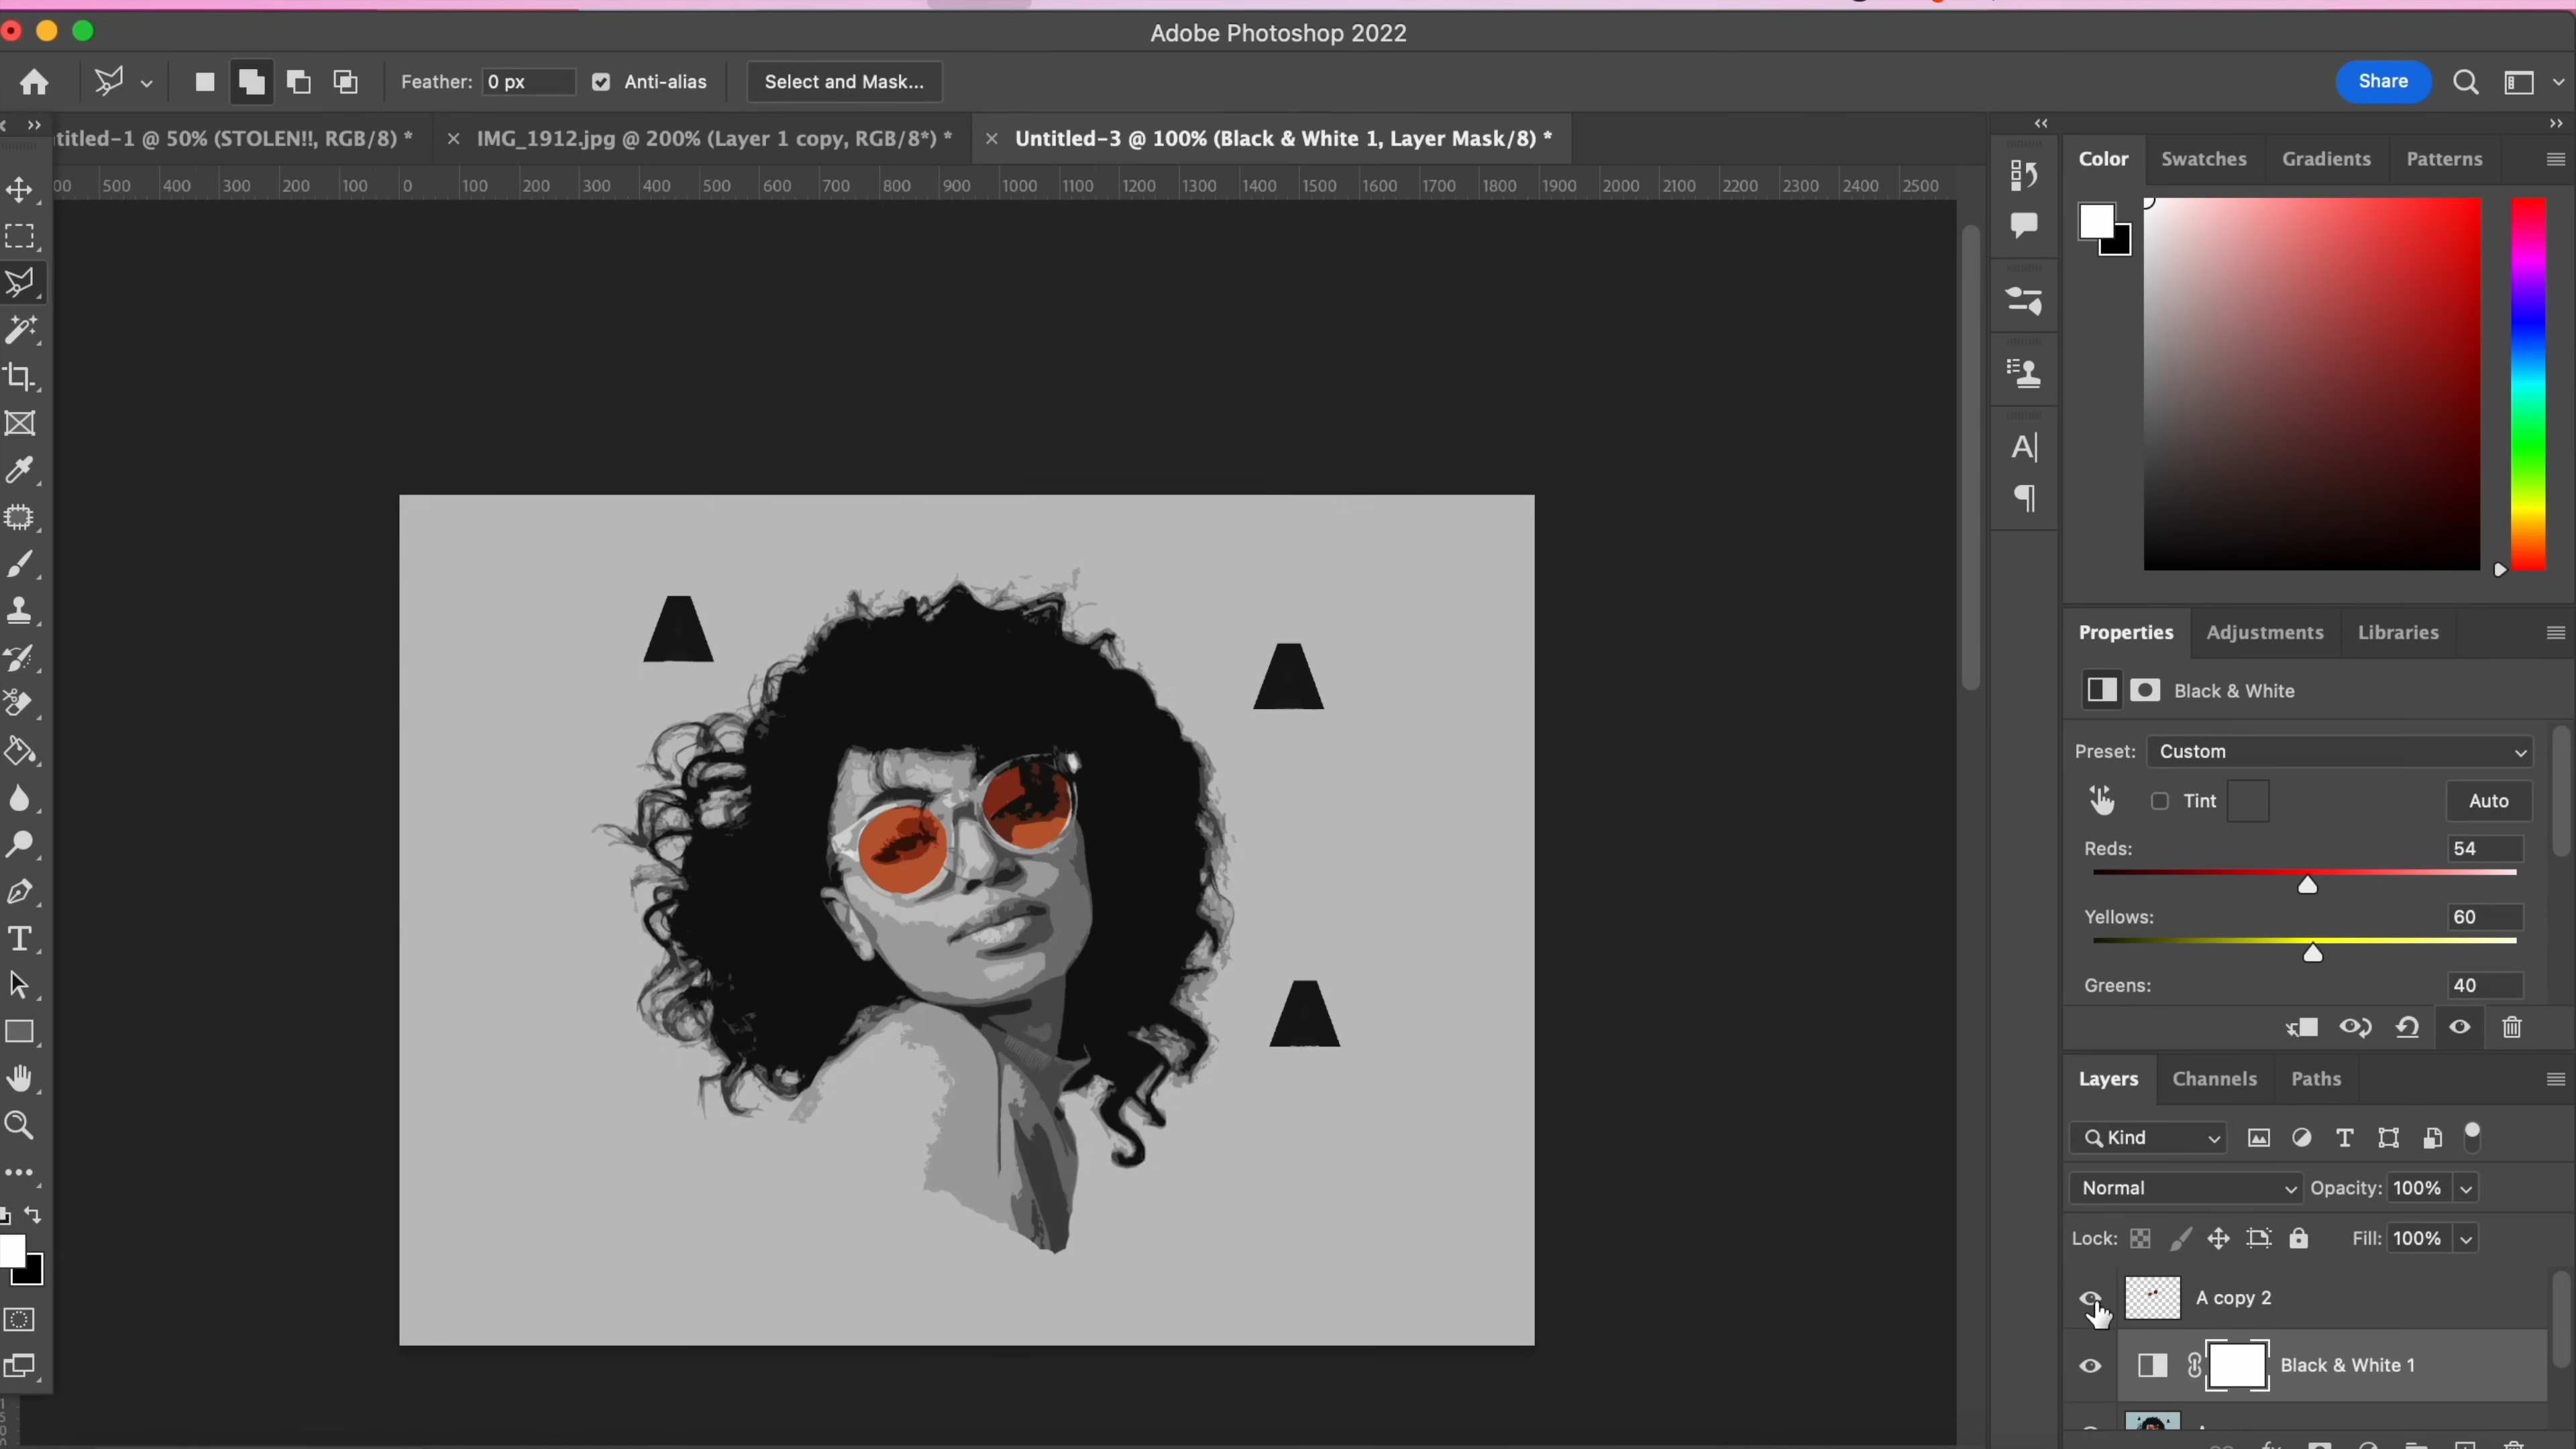 Adobe Photoshop 2022
Feather: 0 px Anti-alias Select and Mask... Share
titled-1 @ 50% (STOLEN!!, RGB/8) * IMG_1912.jpg @ 200% (Layer 1 copy, RGB/8*) * Untitled-3 @ 100% (Black & White 1, Layer Mask/8) *
00 500 400 300 200 100 0 100 200 300 400 500 600 700 800 900 1000 1100 1200 1300 1400 1500 1600 1700 1800 1900 2000 2100 2200 2300 2400 2500
Color Swatches Gradients Patterns
Properties Adjustments Libraries
Black & White
Preset: Custom
Tint Auto
Reds: 54
Yellows: 60
Greens: 40
Layers Channels Paths
Kind
Normal Opacity: 100%
Lock: Fill: 100%
A copy 2
Black & White 1